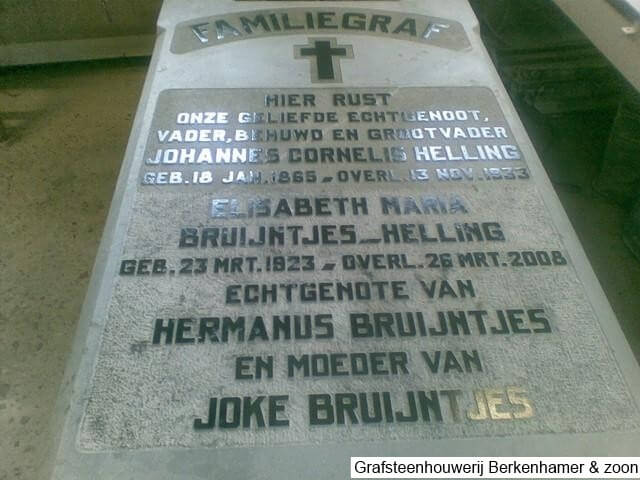 FAMILIEGRAF
HIER RUST
ONZE GELIEFDE ECHTGENOOT,
VADER, BEHUWD EN GROOTVADER
JOHANNES CORNELIS HELLING
GEB. 18 JAN. 1865 - OVERL. 13 NOV. 1933
ELISABETH MARIA
BRUIJNTJES-HELLING
GEB. 23 MRT. 1923 - OVERL. 26 MRT. 2008
ECHTGENOTE VAN
HERMANUS BRUIJNTJES
EN MOEDER VAN
JOKE BRUIJNTJES
Grafsteenhouwerij Berkenhamer & zoon